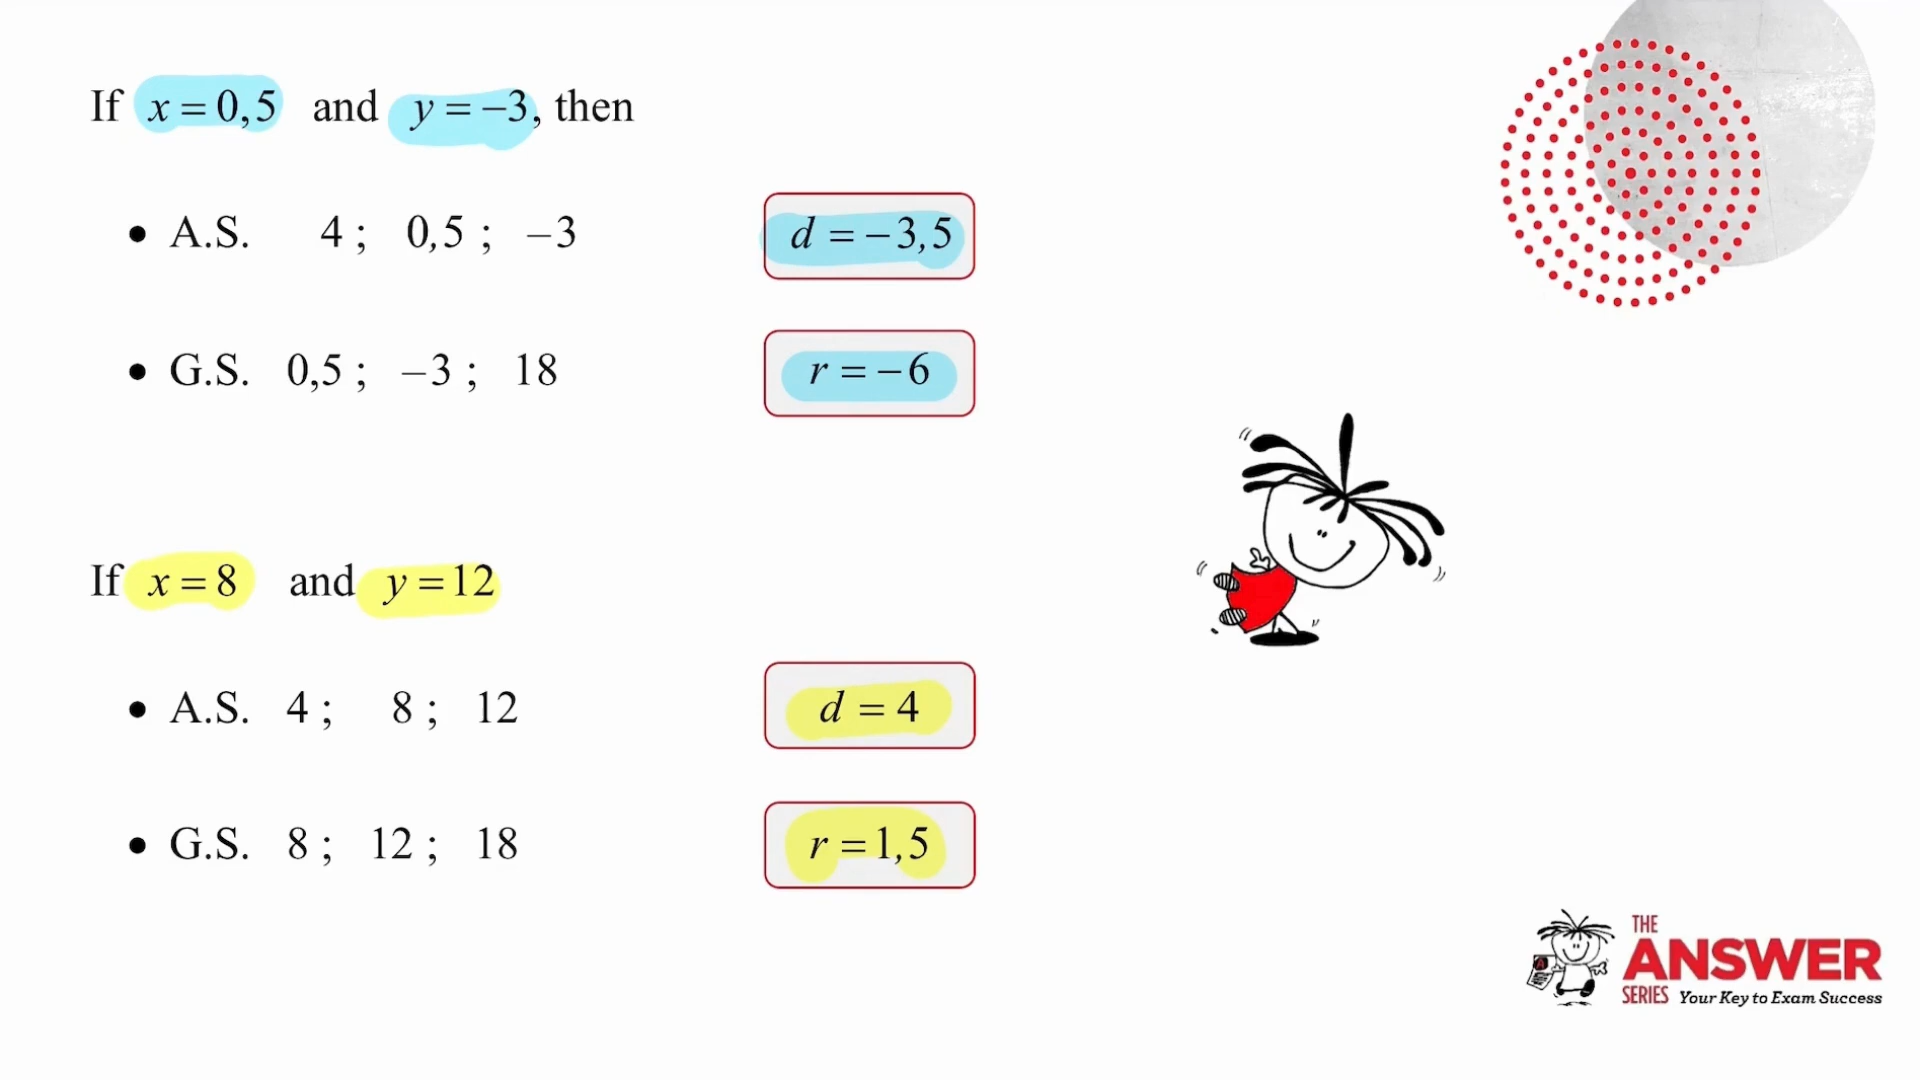 If x = 0,5 and y = –3, then
• A.S. 4 ; 0,5 ; –3 d = –3,5
• G.S. 0,5 ; –3 ; 18 r = –6
If x = 8 and y = 12
• A.S. 4 ; 8 ; 12 d = 4
• G.S. 8 ; 12 ; 18 r = 1,5
THE
ANSWER
SERIES Your Key to Exam Success